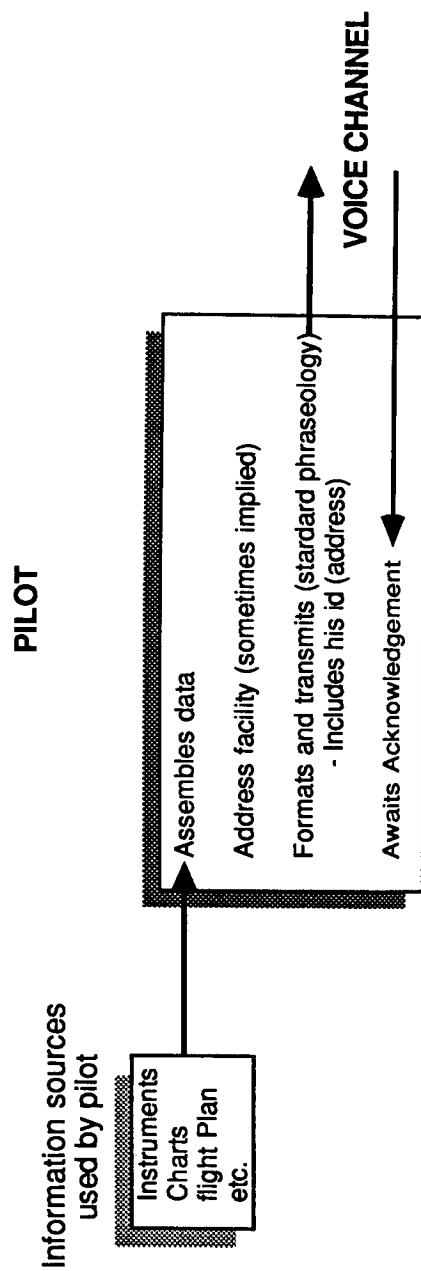 PILOT
Information sources
used by pilot
Instruments
Charts
flight Plan
etc.
Assembles data
Address facility (sometimes implied)
Formats and transmits (stardard phraseology)
- Includes his id (address)
Awaits Acknowledgement
VOICE CHANNEL